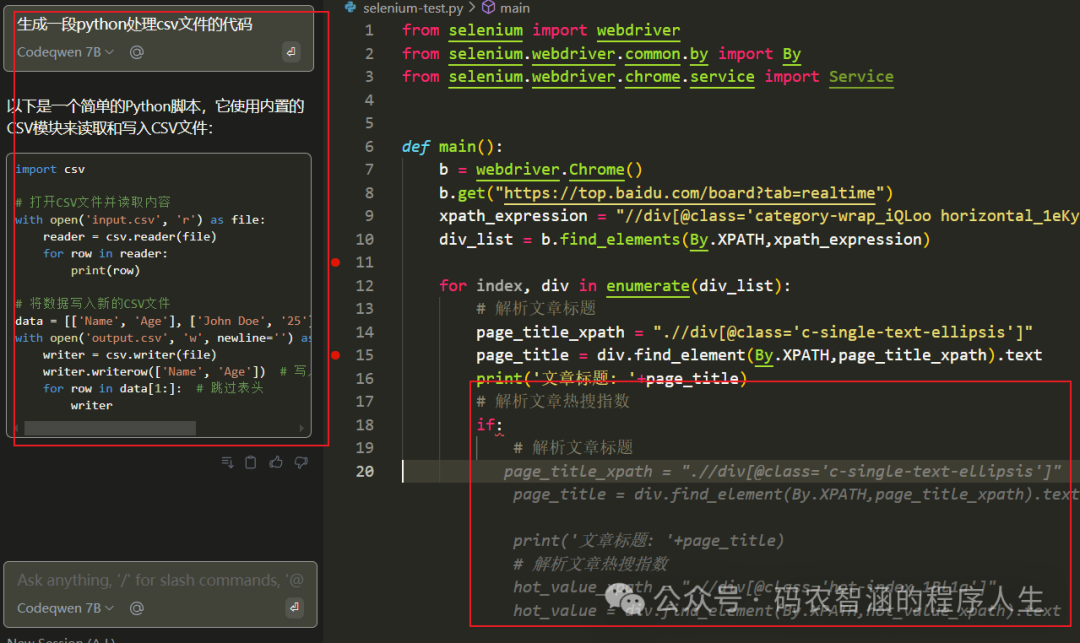 生成一段python处理csv文件的代码
Codeqwen 7B
以下是一个简单的Python脚本，它使用内置的
CSV模块来读取和写入CSV文件：
import csv
# 打开CSV文件并读取内容
with open('input.csv', 'r') as file:
reader = csv.reader(file)
for row in reader:
print(row)
# 将数据写入新的CSV文件
data = [['Name', 'Age'], ['John Doe', '25']
with open('output.csv', 'w', newline='') as
writer = csv.writer(file)
writer.writerow(['Name', 'Age']) # 写
for row in data[1:]: # 跳过表头
writer
Ask anything, '/' for slash commands, '@
Codeqwen 7B
selenium-test.py > main
1 from selenium import webdriver
2 from selenium.webdriver.common.by import By
3 from selenium.webdriver.chrome.service import Service
4
5
6 def main():
7 b = webdriver.Chrome()
8 b.get("https://top.baidu.com/board?tab=realtime")
9 xpath_expression = "//div[@class='category-wrap_iQLoo horizontal_1eKy
10 div_list = b.find_elements(By.XPATH,xpath_expression)
11
12 for index, div in enumerate(div_list):
13 # 解析文章标题
14 page_title_xpath = ".//div[@class='c-single-text-ellipsis']"
15 page_title = div.find_element(By.XPATH,page_title_xpath).text
16 print('文章标题: '+page_title)
17 # 解析文章热搜指数
18 if:
19 # 解析文章标题
20 page_title_xpath = ".//div[@class='c-single-text-ellipsis']"
page_title = div.find_element(By.XPATH,page_title_xpath).text
print('文章标题: '+page_title)
# 解析文章热搜指数
hot_value_xpath = ".//div[@class='hot-index_1Bl1a']"
hot_value = div.find_element(By.XPATH,hot_value_xpath).text
公众号 · 码农智涵的程序人生